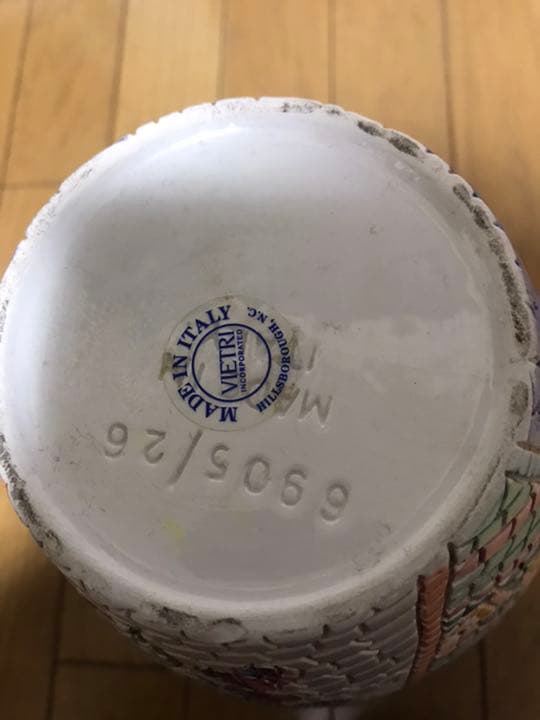 MADE IN ITALY
VIETRI
INCORPORATED
HILLSBOROUGH, N.C.
6905/26